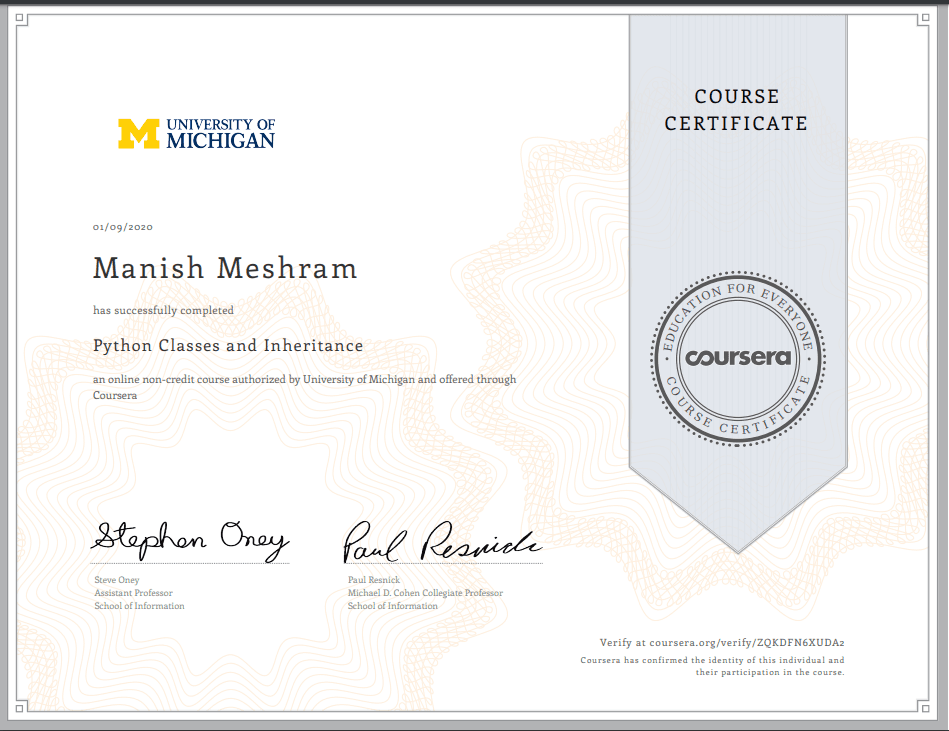 COURSE
CERTIFICATE
M UNIVERSITY OF
MICHIGAN
01/09/2020
Manish Meshram
has successfully completed
Python Classes and Inheritance
an online non-credit course authorized by University of Michigan and offered through
Coursera
EDUCATION FOR EVERYONE
coursera
COURSE CERTIFICATE
Stephen Oney
Paul Resnick
Steve Oney
Assistant Professor
School of Information
Paul Resnick
Michael D. Cohen Collegiate Professor
School of Information
Verify at coursera.org/verify/ZQKDFN6XUDA2
Coursera has confirmed the identity of this individual and
their participation in the course.